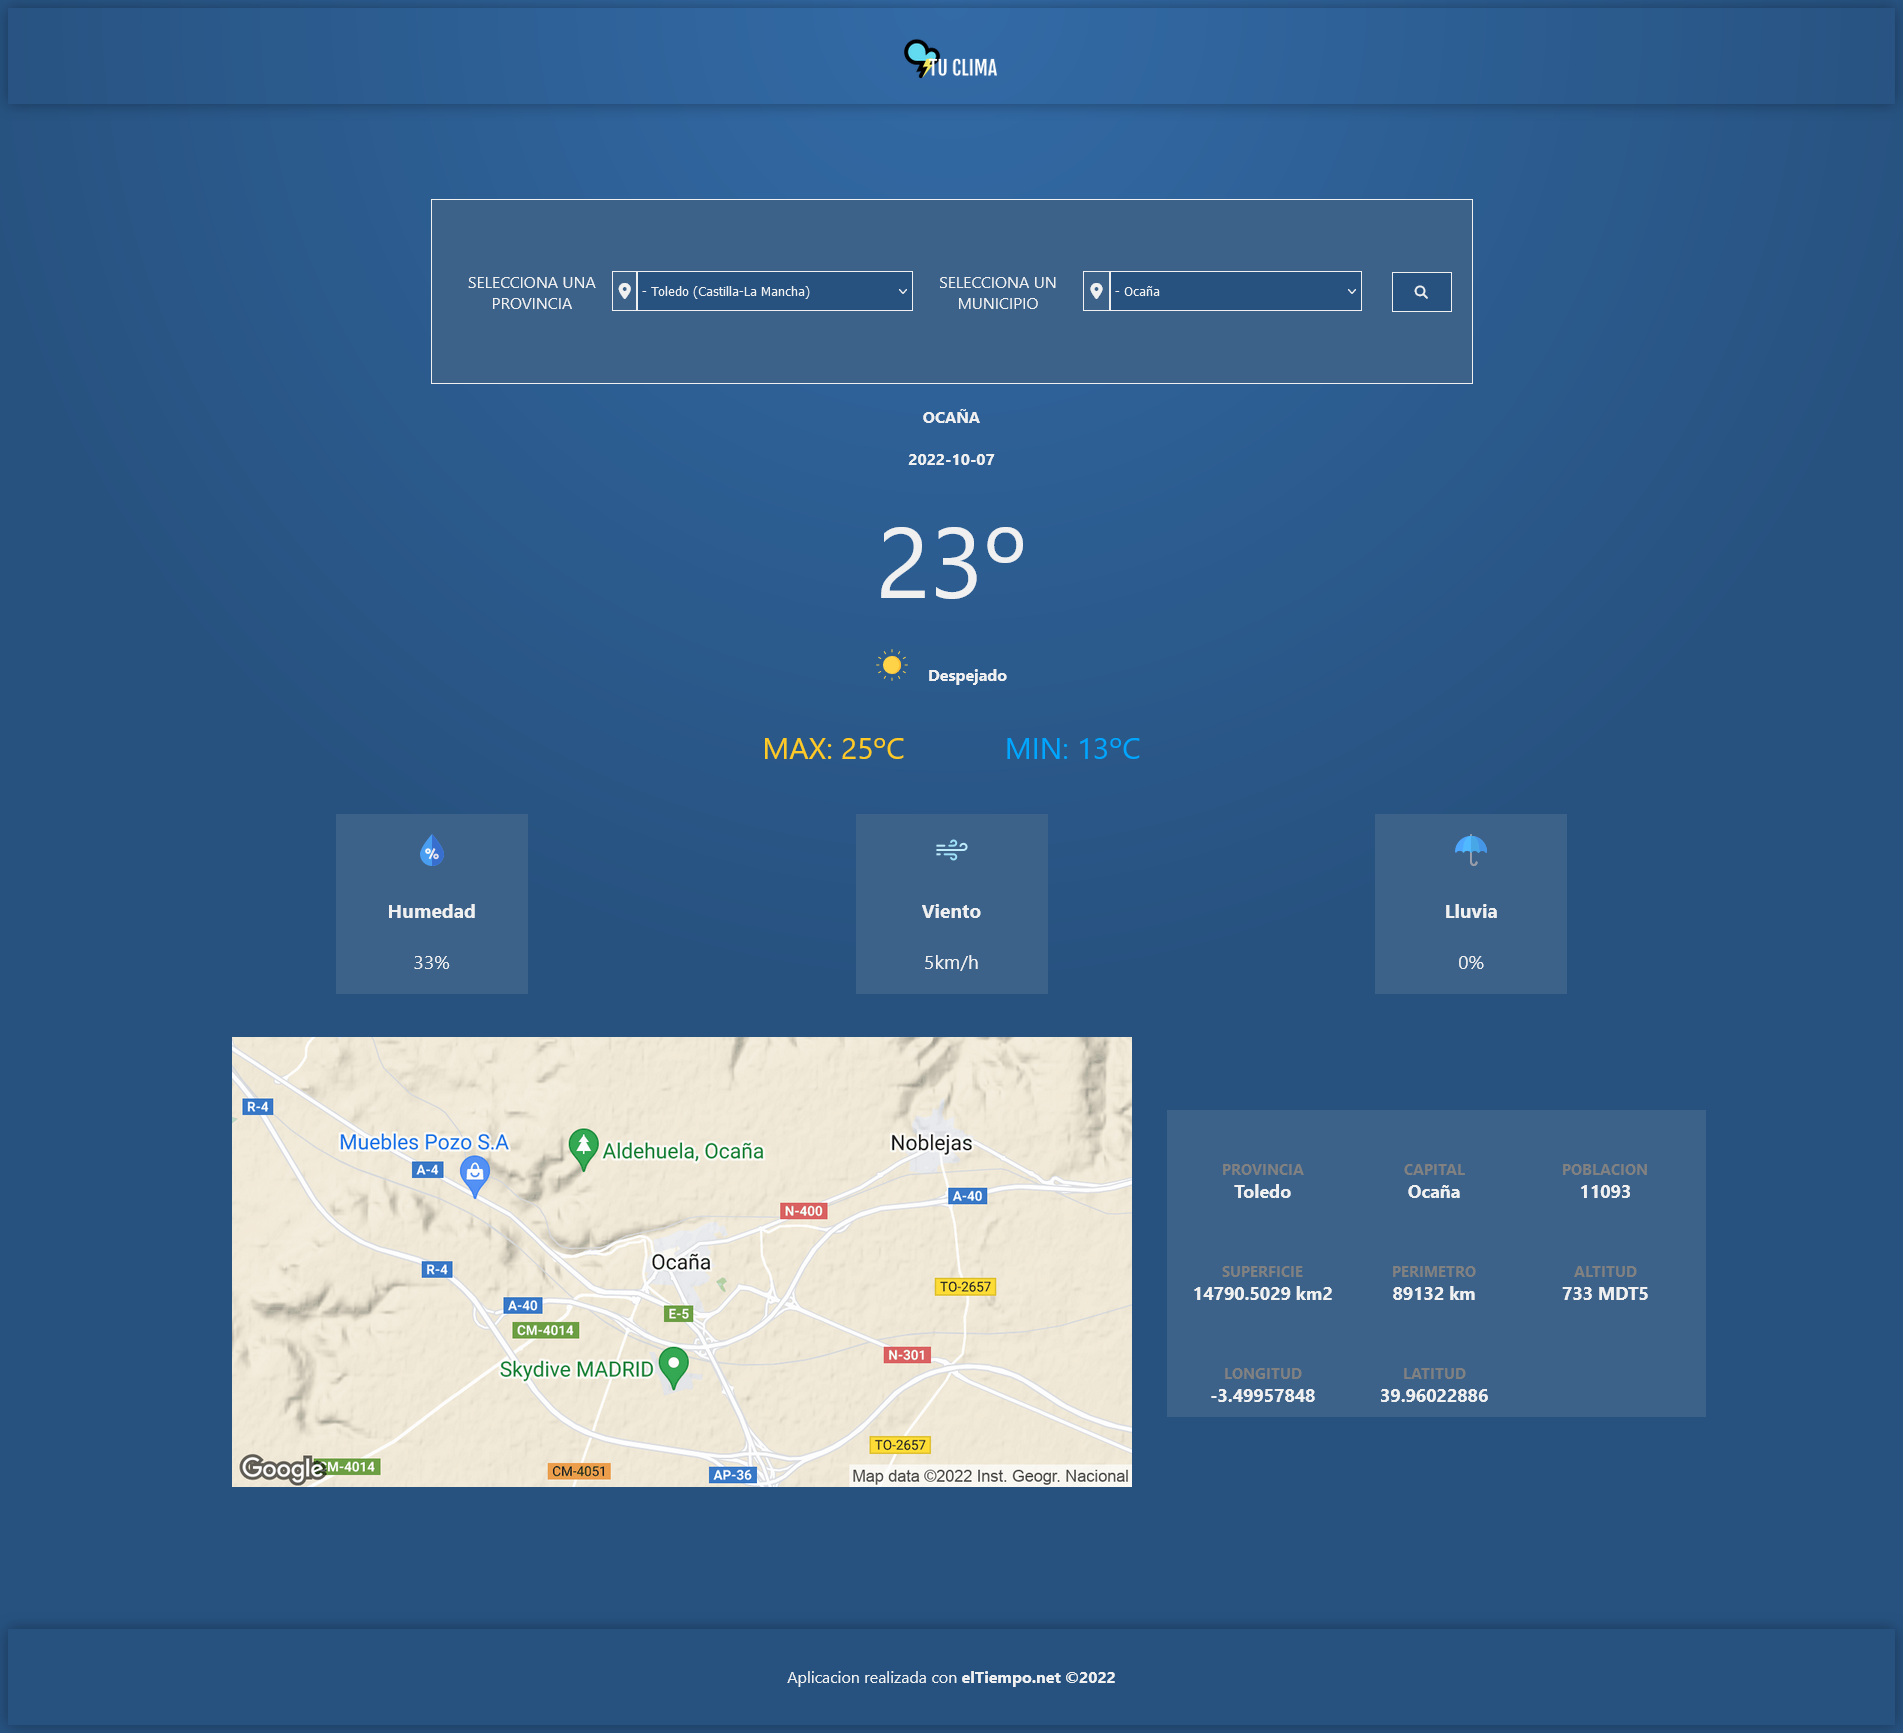 TU CLIMA
SELECCIONA UNA
PROVINCIA
- Toledo (Castilla-La Mancha)
SELECCIONA UN
MUNICIPIO
- Ocaña
OCAÑA
2022-10-07
23º
Despejado
MAX: 25ºC
MIN: 13ºC
%
Humedad
33%
Viento
5km/h
Lluvia
0%
R-4
Muebles Pozo S.A
A-4
Aldehuela, Ocaña
Noblejas
A-40
N-400
Ocaña
R-4
TO-2657
A-40
E-5
CM-4014
N-301
Skydive MADRID
TO-2657
Google
CM-4014
CM-4051
AP-36
Map data ©2022 Inst. Geogr. Nacional
PROVINCIA
Toledo
CAPITAL
Ocaña
POBLACION
11093
SUPERFICIE
14790.5029 km2
PERIMETRO
89132 km
ALTITUD
733 MDT5
LONGITUD
-3.49957848
LATITUD
39.96022886
Aplicacion realizada con elTiempo.net ©2022